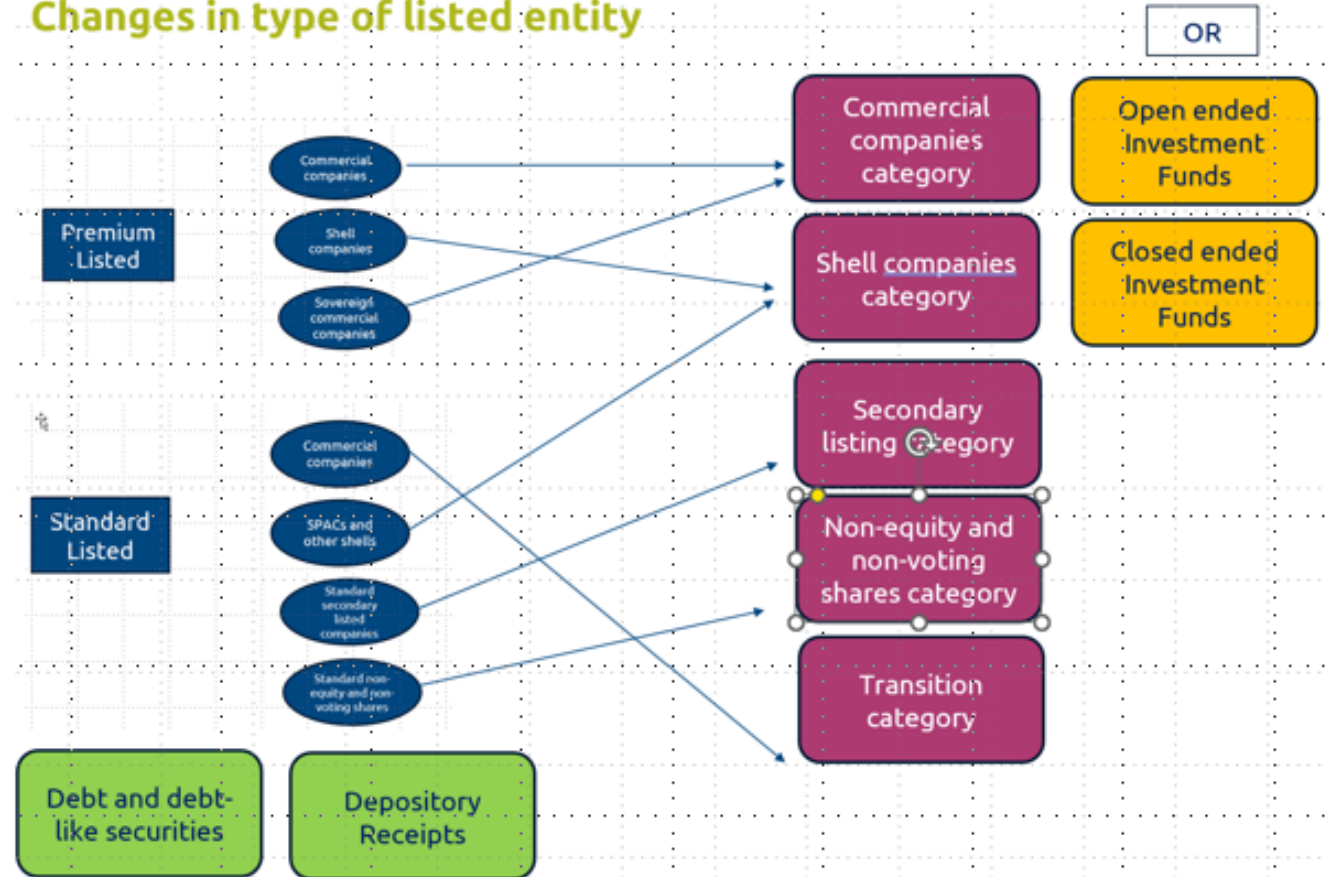 Changes in type of listed entity
OR
Commercial
companies
category
Open ended
Investment
Funds
Commercial
companies
Premium
Listed
Shell
companies
Shell companies
category
Closed ended
Investment
Funds
Sovereign
commercial
companies
Secondary
listing category
Commercial
companies
Standard
Listed
SPACs and
other shells
Non-equity and
non-voting
shares category
Standard
secondary
listed
companies
Standard non-
equity and non-
voting shares
Transition
category
Debt and debt-
like securities
Depository
Receipts